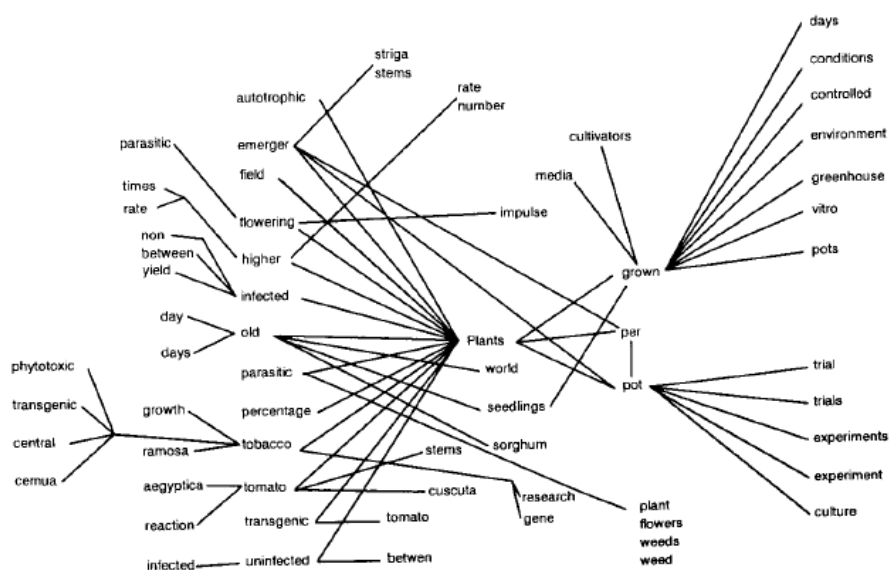 days
striga
stems
conditions
rate
number
autotrophic
controlled
cultivators
environment
parasitic
emerger
field
media
greenhouse
times
rate
vitro
flowering
impulse
non
between
yield
higher
pots
grown
infected
day
old
Plants
per
days
phytotoxic
world
trial
parasitic
pot
transgenic
growth
percentage
seedlings
trials
central
ramosa
tobacco
sorghum
experiments
stems
cemua
aegyptica
tomato
cuscuta
research
gene
experiment
plant
flowers
weeds
weed
culture
reaction
transgenic
tomato
infected
uninfected
betwen